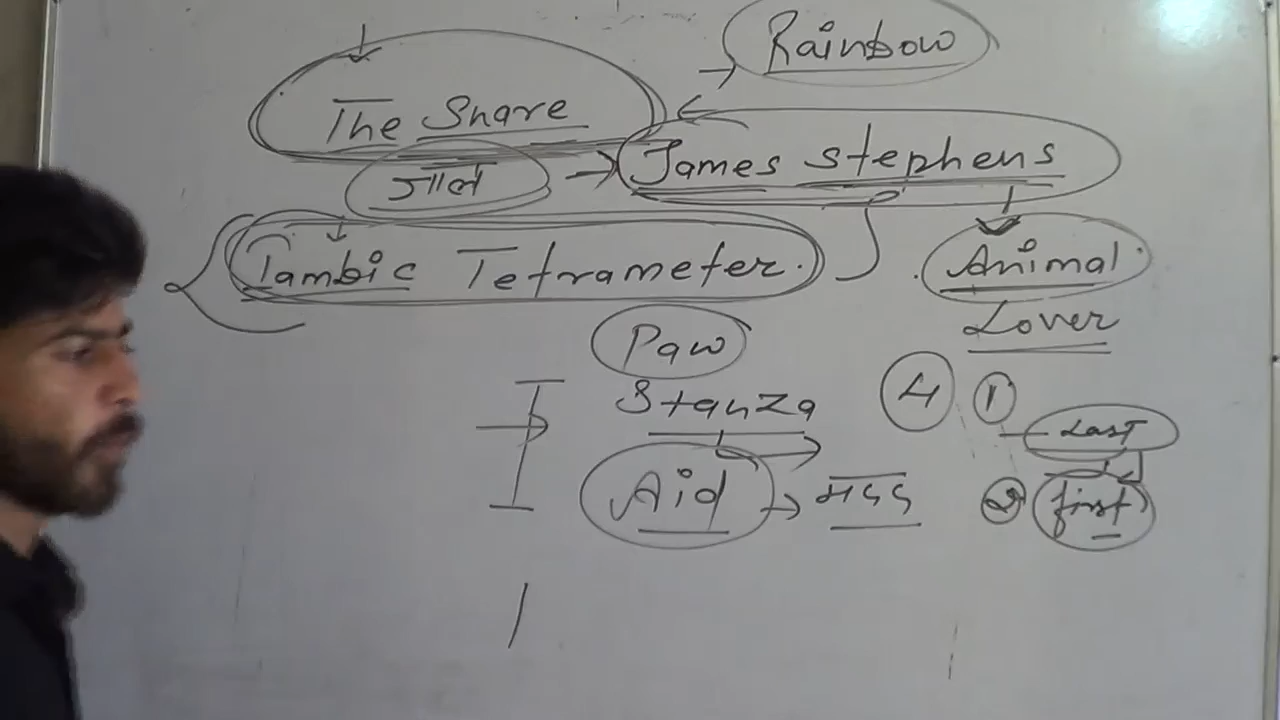 Rainbow
The Snare
James Stephens
जाल
Iambic Tetrameter.
Animal
Lover
Paw
Stanza
4 1
Last
Aid → मदद
2 first